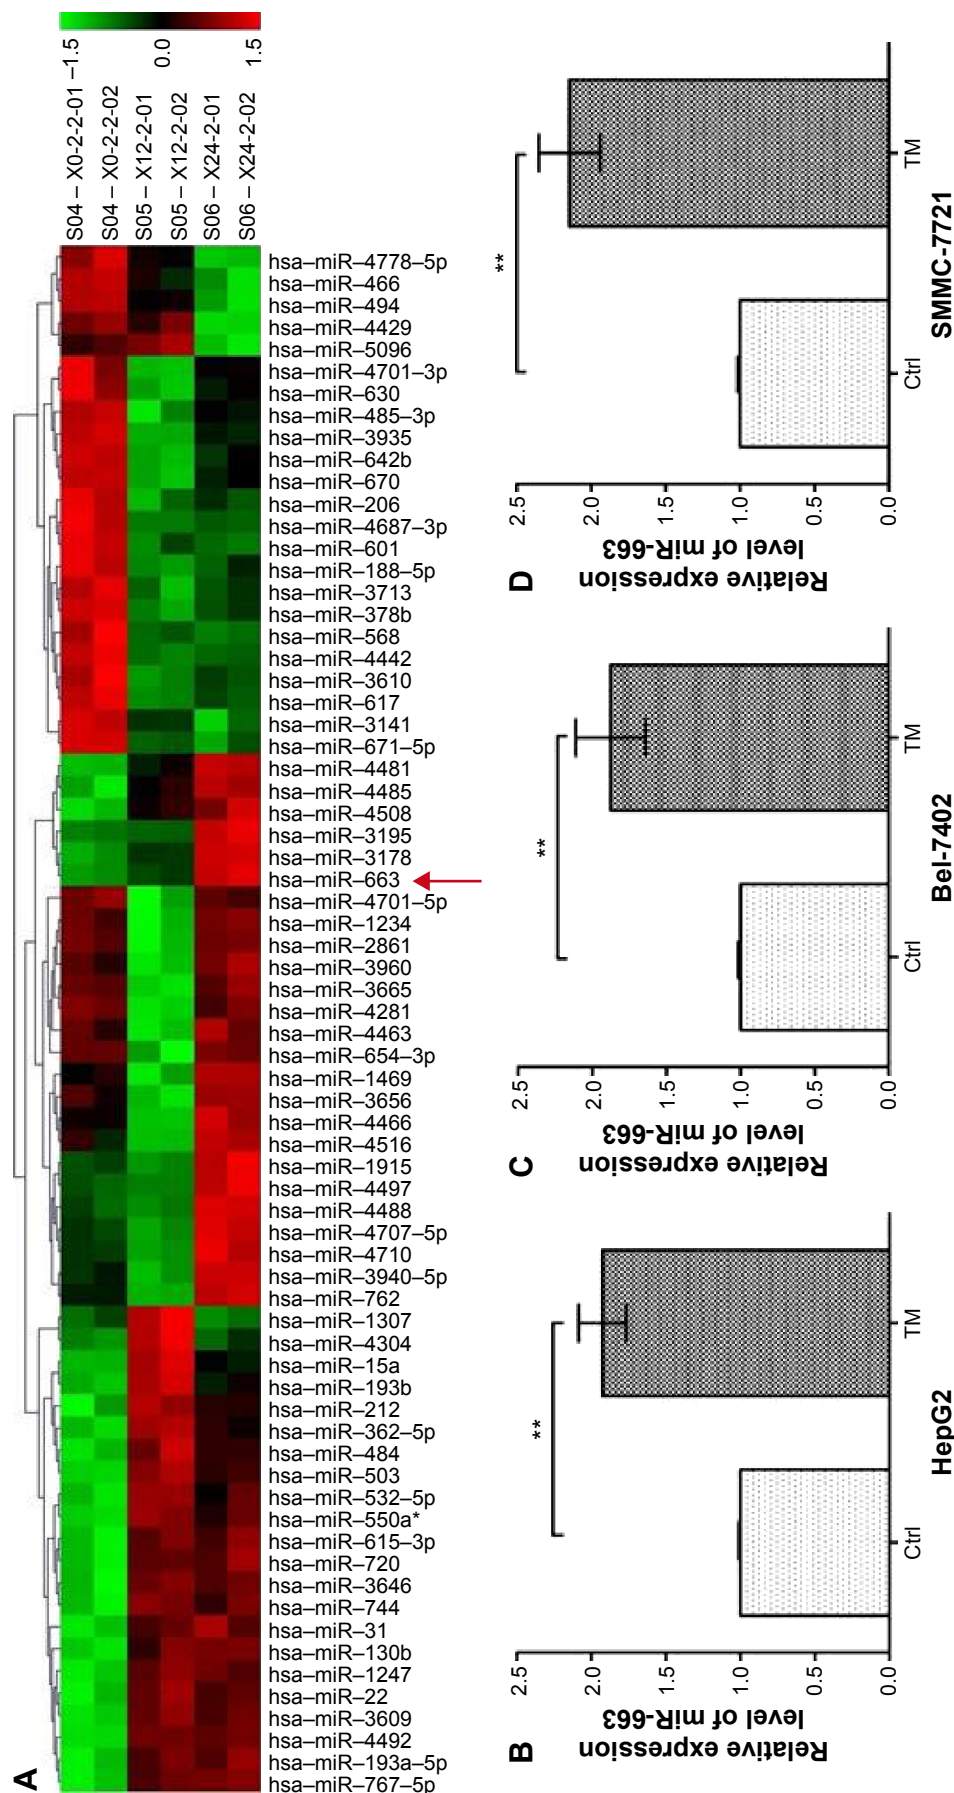 A
S04 – X0-2-2-01
S04 – X0-2-2-02
S05 – X12-2-01
S05 – X12-2-02
S06 – X24-2-01
S06 – X24-2-02
–1.5
0.0
1.5
hsa–miR–4778–5p
hsa–miR–466
hsa–miR–494
hsa–miR–4429
hsa–miR–5096
hsa–miR–4701–3p
hsa–miR–630
hsa–miR–485–3p
hsa–miR–3935
hsa–miR–642b
hsa–miR–670
hsa–miR–206
hsa–miR–4687–3p
hsa–miR–601
hsa–miR–188–5p
hsa–miR–3713
hsa–miR–378b
hsa–miR–568
hsa–miR–4442
hsa–miR–3610
hsa–miR–617
hsa–miR–3141
hsa–miR–671–5p
hsa–miR–4481
hsa–miR–4485
hsa–miR–4508
hsa–miR–3195
hsa–miR–3178
hsa–miR–663
hsa–miR–4701–5p
hsa–miR–1234
hsa–miR–2861
hsa–miR–3960
hsa–miR–3665
hsa–miR–4281
hsa–miR–4463
hsa–miR–654–3p
hsa–miR–1469
hsa–miR–3656
hsa–miR–4466
hsa–miR–4516
hsa–miR–1915
hsa–miR–4497
hsa–miR–4488
hsa–miR–4707–5p
hsa–miR–4710
hsa–miR–3940–5p
hsa–miR–762
hsa–miR–1307
hsa–miR–4304
hsa–miR–15a
hsa–miR–193b
hsa–miR–212
hsa–miR–362–5p
hsa–miR–484
hsa–miR–503
hsa–miR–532–5p
hsa–miR–550a*
hsa–miR–615–3p
hsa–miR–720
hsa–miR–3646
hsa–miR–744
hsa–miR–31
hsa–miR–130b
hsa–miR–1247
hsa–miR–22
hsa–miR–3609
hsa–miR–4492
hsa–miR–193a–5p
hsa–miR–767–5p
B
Relative expression
level of miR-663
2.5
2.0
1.5
1.0
0.5
0.0
**
Ctrl
TM
HepG2
C
Relative expression
level of miR-663
2.5
2.0
1.5
1.0
0.5
0.0
**
Ctrl
TM
Bel-7402
D
Relative expression
level of miR-663
2.5
2.0
1.5
1.0
0.5
0.0
**
Ctrl
TM
SMMC-7721